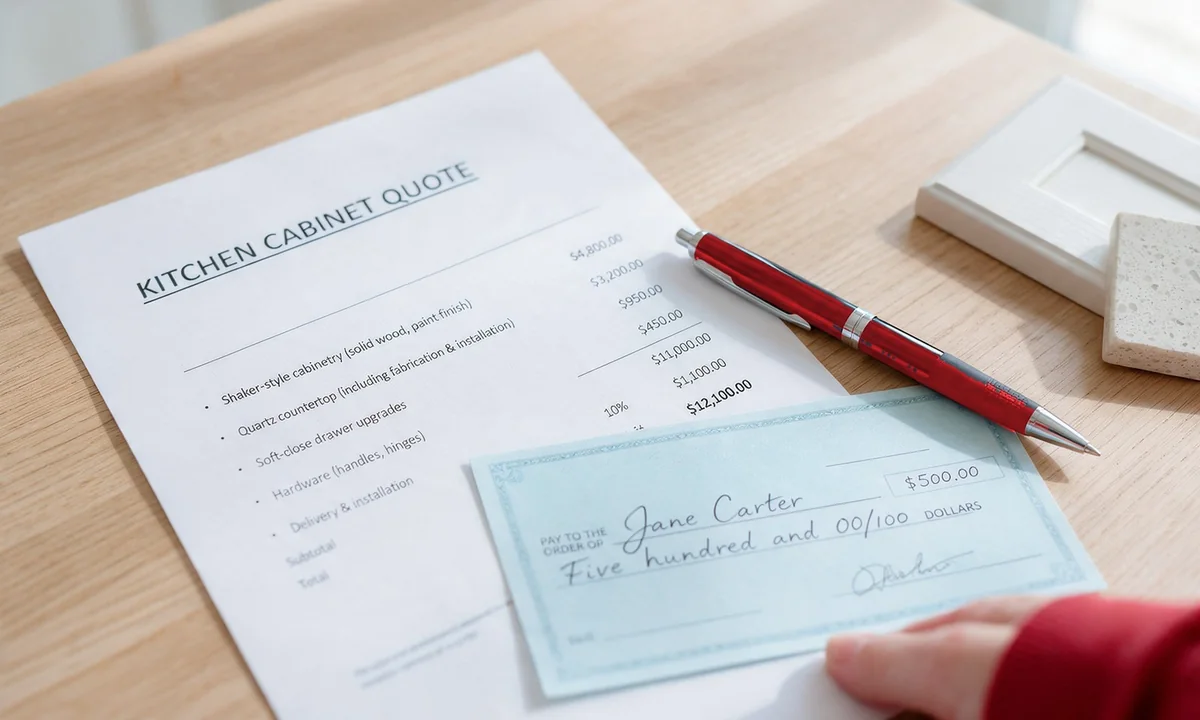 KITCHEN CABINET QUOTE
• Shaker-style cabinetry (solid wood, paint finish)
• Quartz countertop (including fabrication & installation)
• Soft-close drawer upgrades
• Hardware (handles, hinges)
• Delivery & installation
Subtotal
Total
$4,800.00
$3,200.00
$950.00
$450.00
$11,000.00
10% $1,100.00
$12,100.00
$500.00
PAY TO THE
ORDER OF Jane Carter
Five hundred and 00/100 DOLLARS